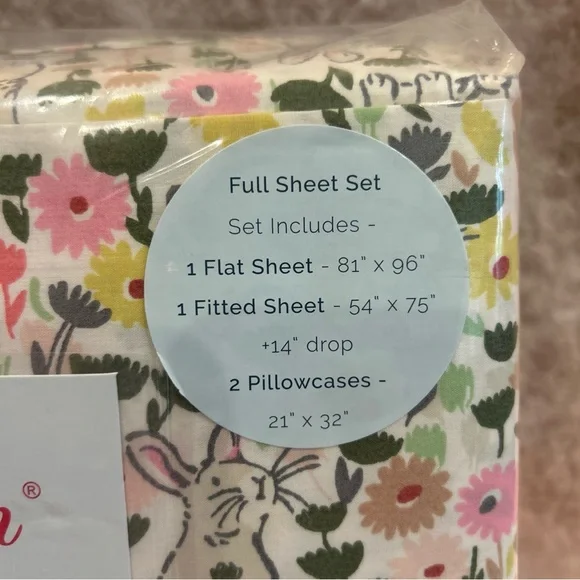 Full Sheet Set
Set Includes -
1 Flat Sheet - 81" x 96"
1 Fitted Sheet - 54" x 75"
+14" drop
2 Pillowcases -
21" x 32"
®